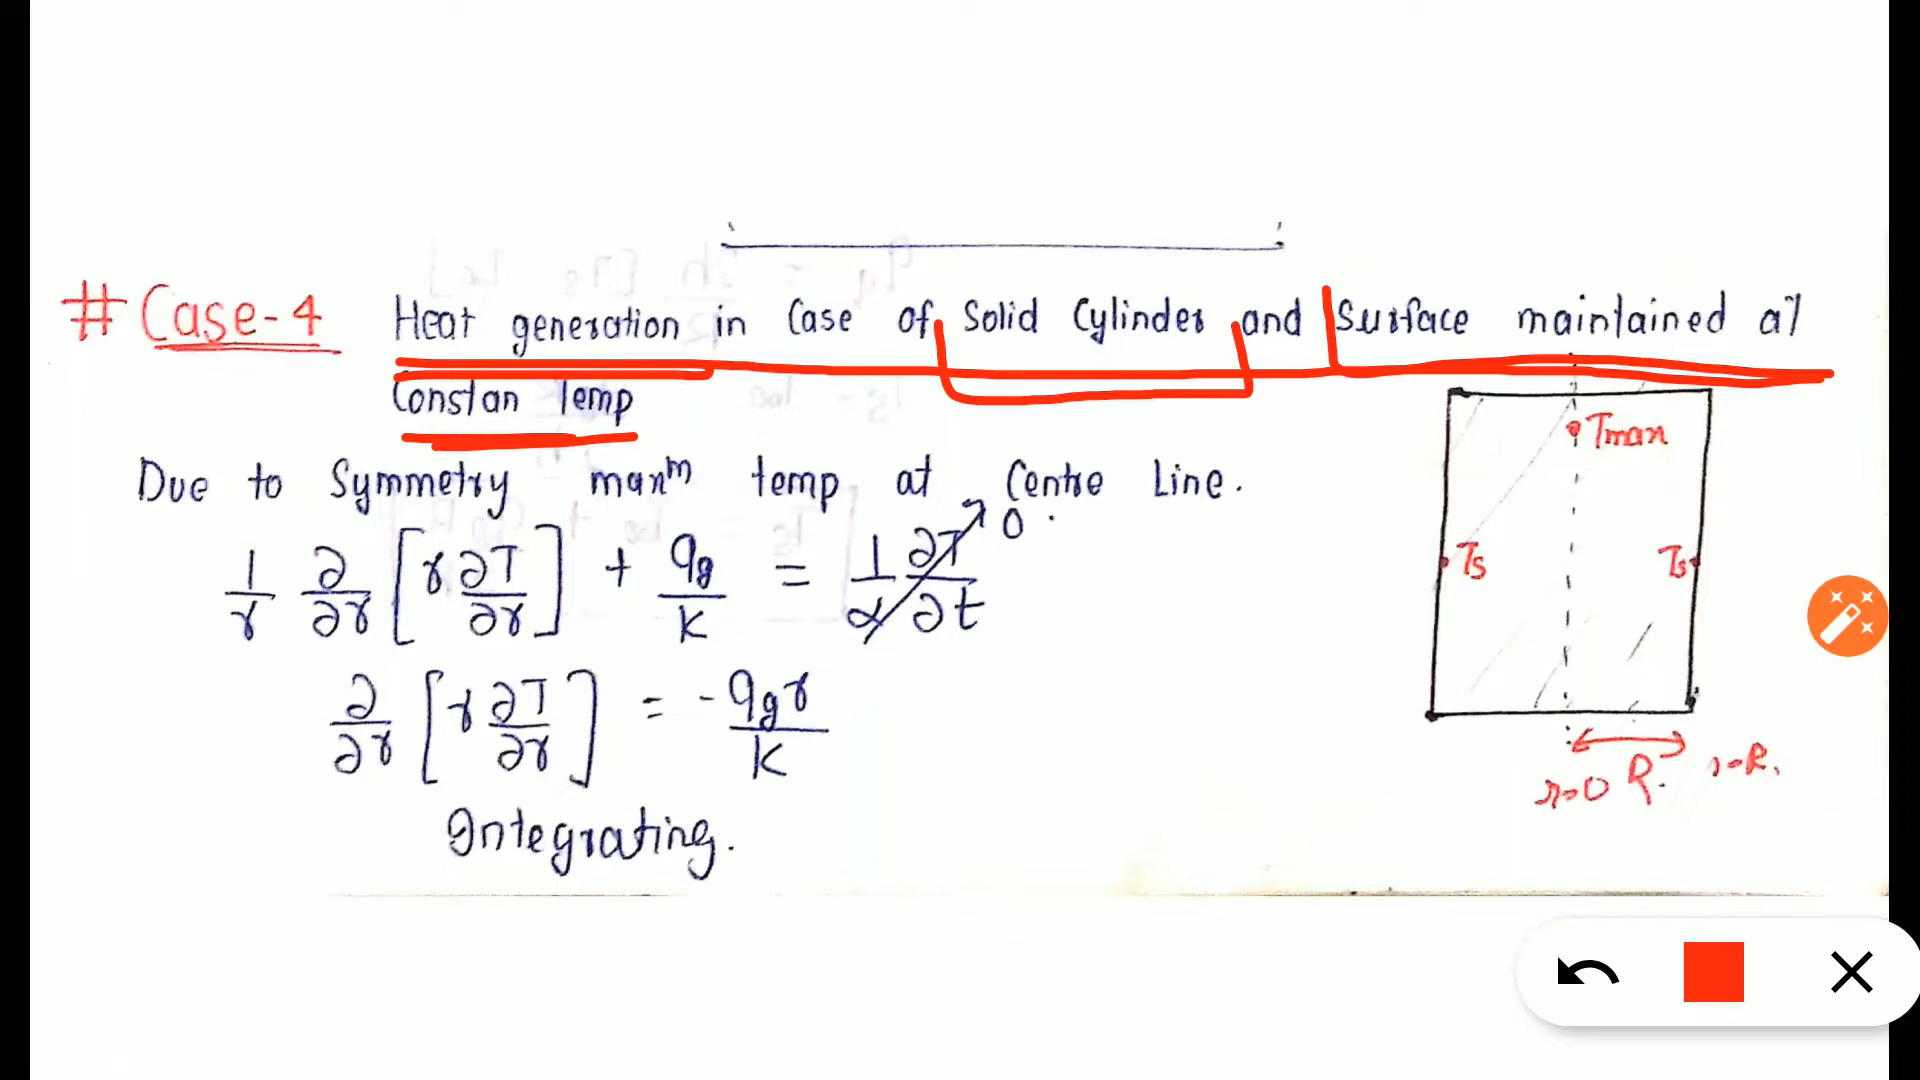 # Case-4 Heat generation in Case of Solid Cylinder and Surface maintained at
Constan Temp
Due to Symmetry maxᵐ temp at Centre Line.
1/r ∂/∂r [r ∂T/∂r] + qg/K = 1/α ∂T/∂t → 0
∂/∂r [r ∂T/∂r] = - qg r/K
Integrating.
Tmax
Ts Ts
r=0 R r=R